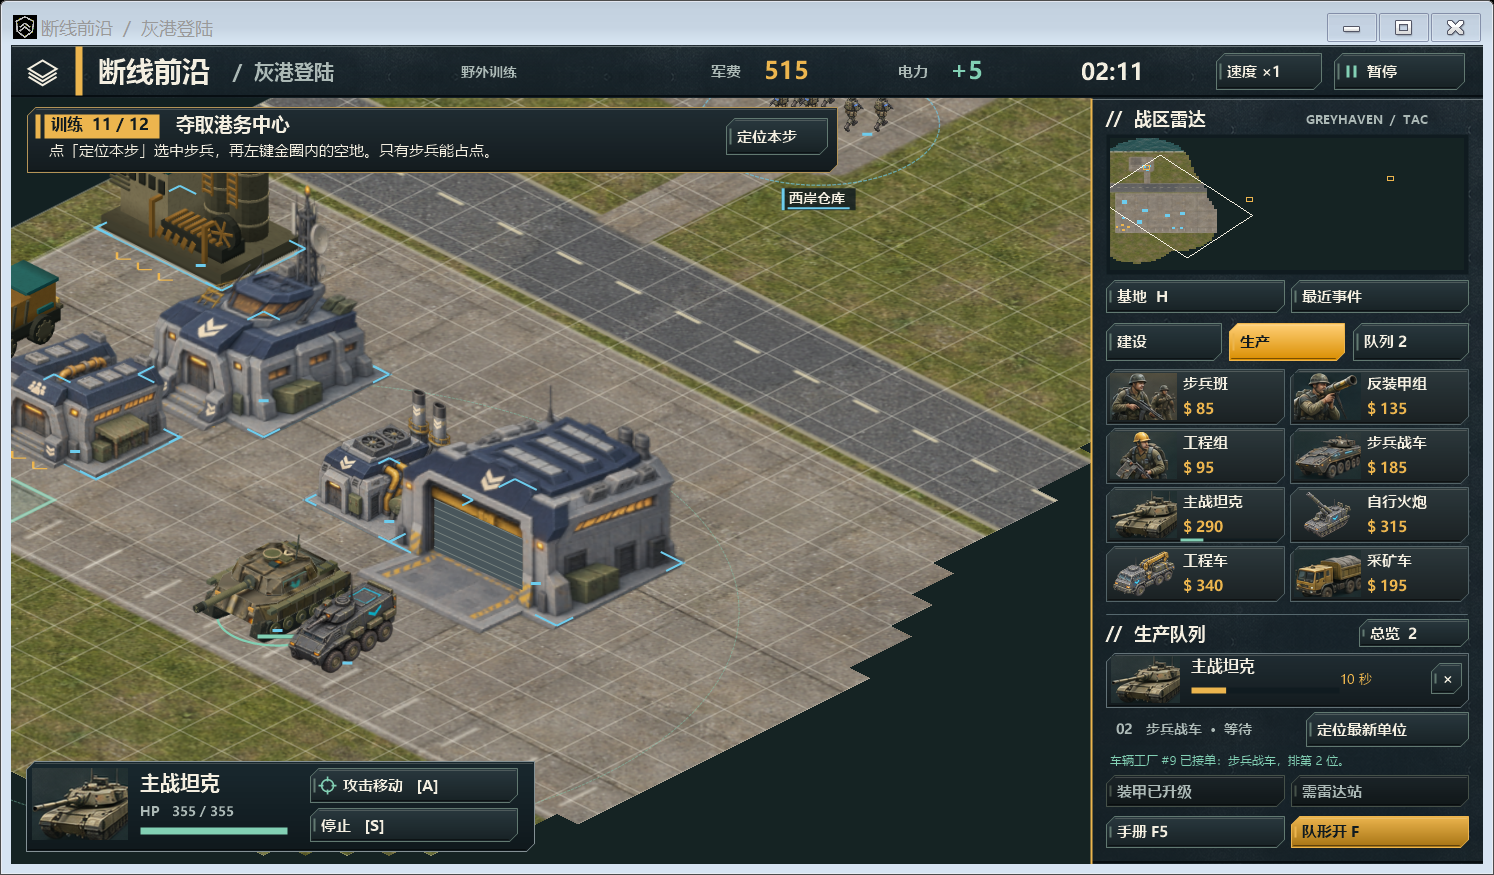 断线前沿 / 灰港登陆
断线前沿 / 灰港登陆
野外训练
军费 515
电力 +5
02:11
速度 ×1
暂停
训练 11 / 12 夺取港务中心
点「定位本步」选中步兵，再左键金圈内的空地。只有步兵能占点。
定位本步
西岸仓库
// 战区雷达
GREYHAVEN / TAC
基地 H
最近事件
建设
生产
队列 2
步兵班
$ 85
反装甲组
$ 135
工程组
$ 95
步兵战车
$ 185
主战坦克
$ 290
自行火炮
$ 315
工程车
$ 340
采矿车
$ 195
// 生产队列
总览 2
主战坦克
10 秒
×
02 步兵战车 • 等待
定位最新单位
车辆工厂 #9 已接单：步兵战车，排第 2 位。
装甲已升级
需雷达站
手册 F5
队形开 F
主战坦克
HP 355 / 355
攻击移动 [A]
停止 [S]